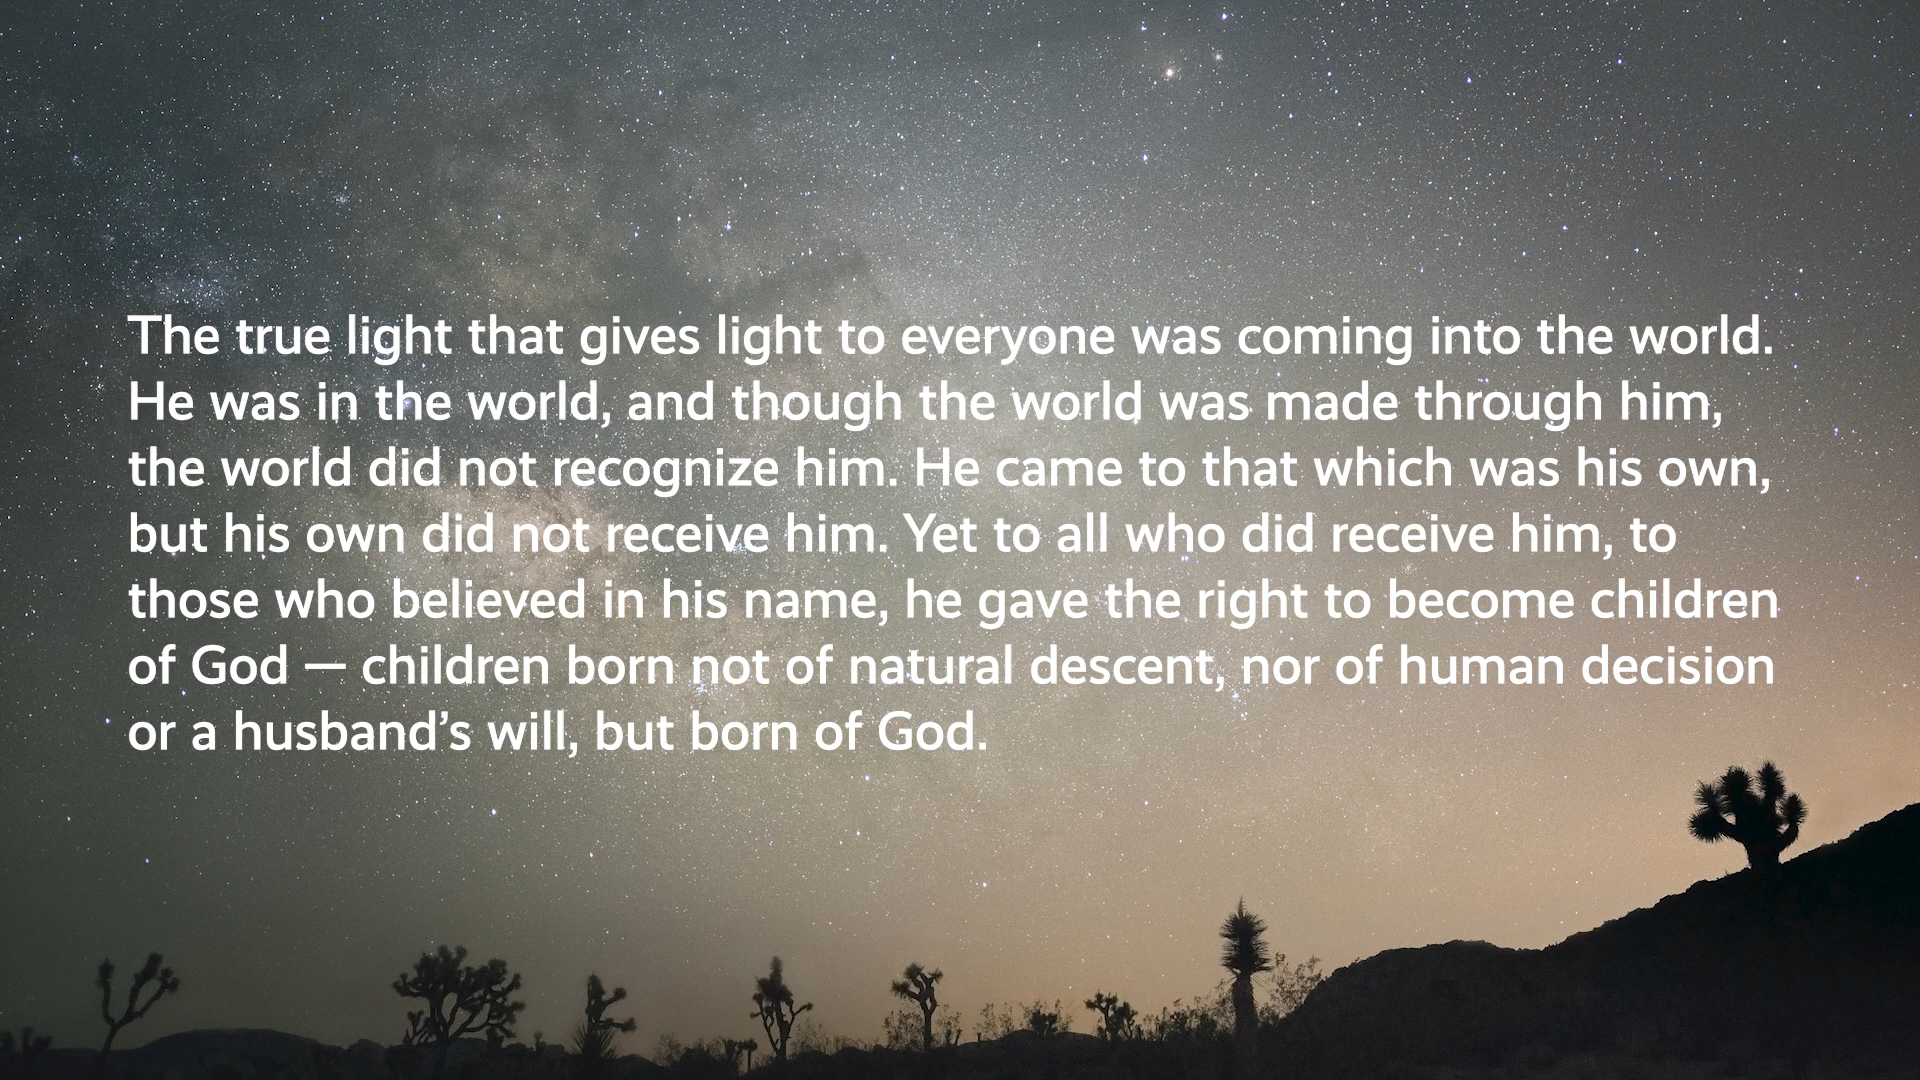 The true light that gives light to everyone was coming into the world.
He was in the world, and though the world was made through him,
the world did not recognize him. He came to that which was his own,
but his own did not receive him. Yet to all who did receive him, to
those who believed in his name, he gave the right to become children
of God — children born not of natural descent, nor of human decision
or a husband’s will, but born of God.